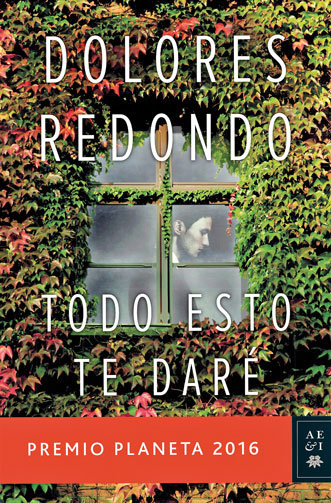 DOLORES
REDONDO
TODO ESTO
TE DARÉ
PREMIO PLANETA 2016
AE
&I